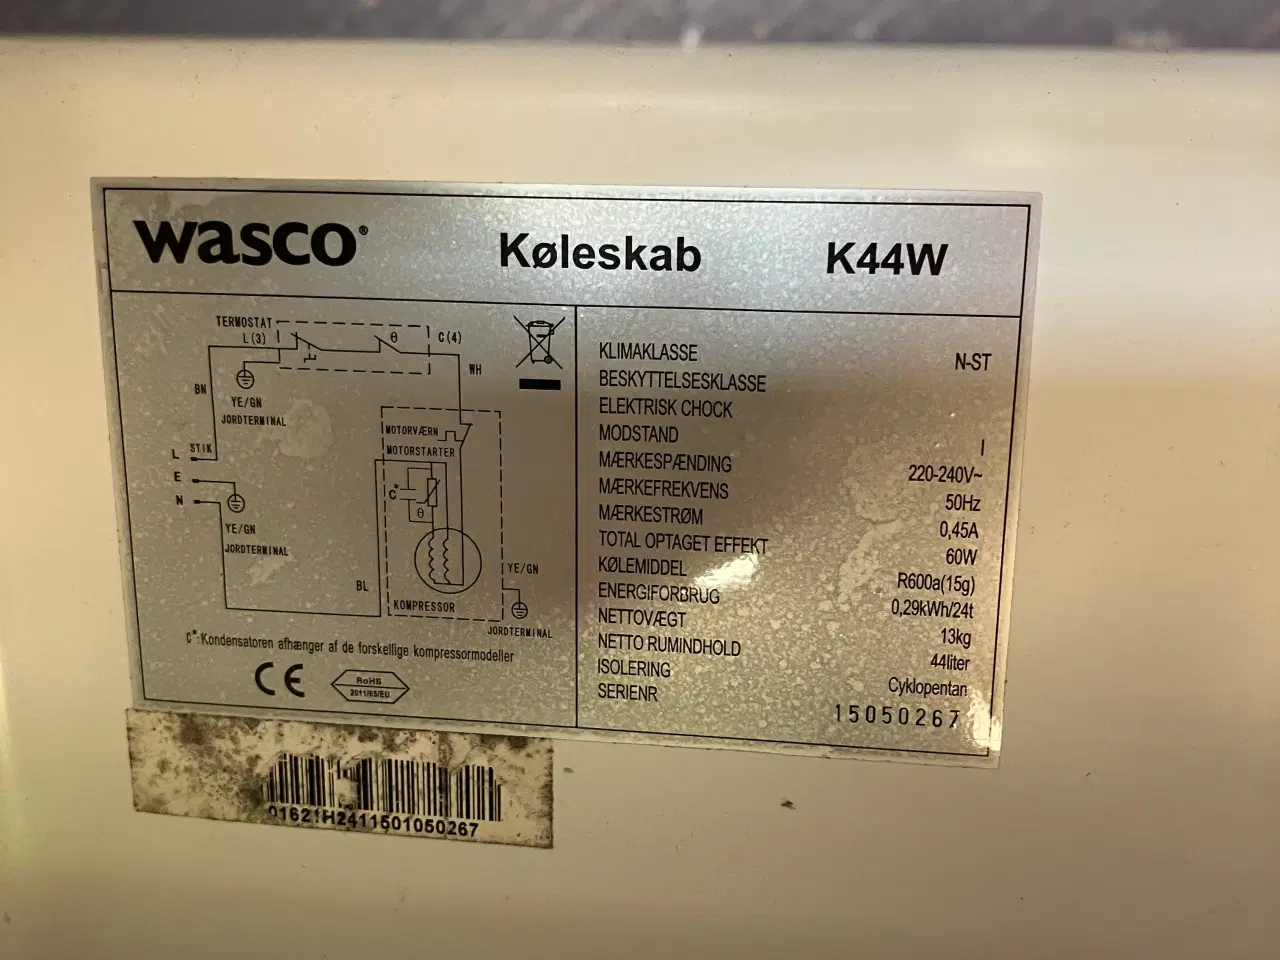 wasco®
Køleskab
K44W
TERMOSTAT
L(3)
θ
C(4)
WH
BN
YE/GN
JORDTERMINAL
MOTORVÆRN
MOTORSTARTER
STIK
L
E
N
C*
θ
YE/GN
JORDTERMINAL
BL
KOMPRESSOR
YE/GN
JORDTERMINAL
C*:Kondensatoren afhænger af de forskellige kompressormodeller
CE
RoHS
2011/65/EU
KLIMAKLASSE N-ST
BESKYTTELSESKLASSE
ELEKTRISK CHOCK
MODSTAND I
MÆRKESPÆNDING 220-240V~
MÆRKEFREKVENS 50Hz
MÆRKESTRØM 0,45A
TOTAL OPTAGET EFFEKT 60W
KØLEMIDDEL R600a(15g)
ENERGIFORBRUG 0,29kWh/24t
NETTOVÆGT 13kg
NETTO RUMINDHOLD 44liter
ISOLERING Cyklopentan
SERIENR 15050267
01621H2411501050267